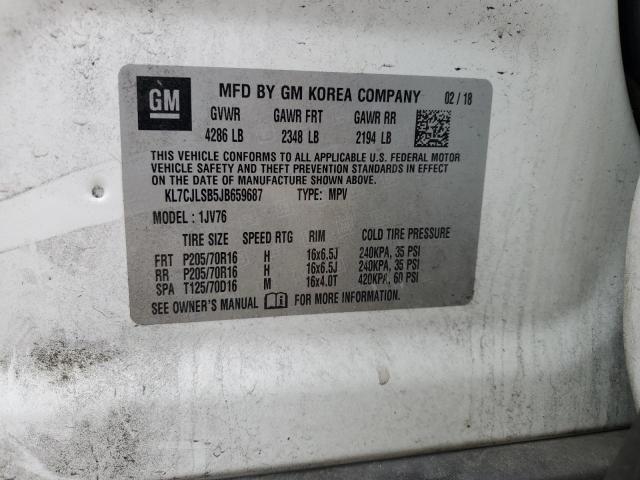 GM
MFD BY GM KOREA COMPANY 02 / 18
GVWR GAWR FRT GAWR RR
4286 LB 2348 LB 2194 LB
THIS VEHICLE CONFORMS TO ALL APPLICABLE U.S. FEDERAL MOTOR
VEHICLE SAFETY AND THEFT PREVENTION STANDARDS IN EFFECT
ON THE DATE OF MANUFACTURE SHOWN ABOVE.
KL7CJLSB5JB659687 TYPE: MPV
MODEL : 1JV76
TIRE SIZE SPEED RTG RIM COLD TIRE PRESSURE
FRT P205/70R16 H 16x6.5J 240KPA, 35 PSI
RR P205/70R16 H 16x6.5J 240KPA, 35 PSI
SPA T125/70D16 M 16x4.0T 420KPA, 60 PSI
SEE OWNER'S MANUAL FOR MORE INFORMATION.